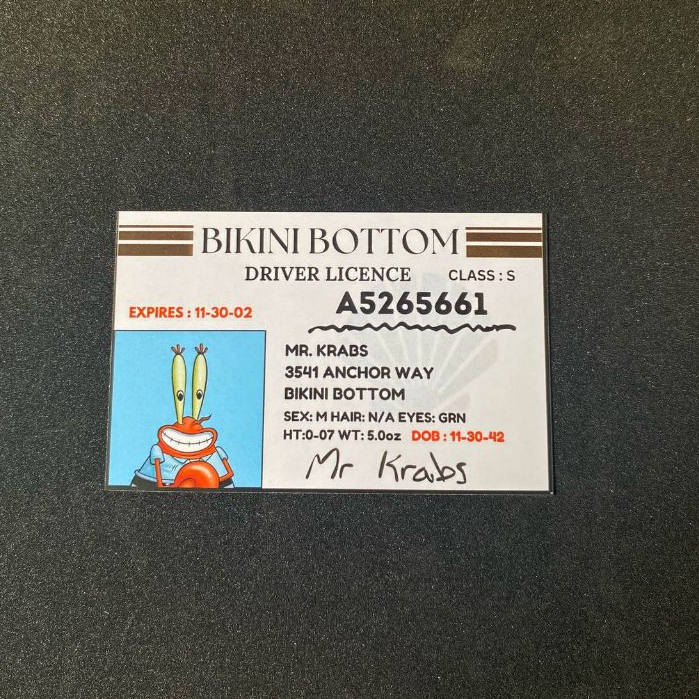 BIKINI BOTTOM
DRIVER LICENCE CLASS : S
A5265661
EXPIRES : 11-30-02
MR. KRABS
3541 ANCHOR WAY
BIKINI BOTTOM
SEX: M HAIR: N/A EYES: GRN
HT:0-07 WT: 5.0oz DOB : 11-30-42
Mr Krabs